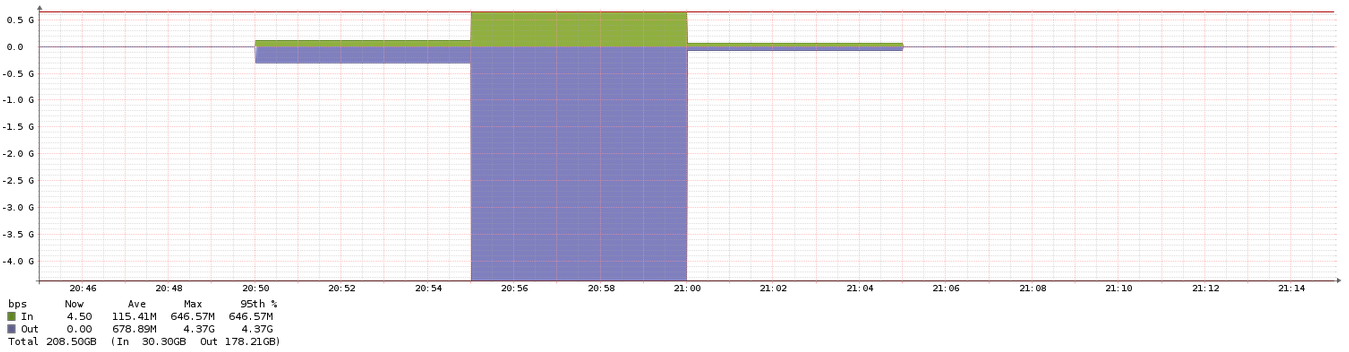 0.5 G
0.0
-0.5 G
-1.0 G
-1.5 G
-2.0 G
-2.5 G
-3.0 G
-3.5 G
-4.0 G
20:46 20:48 20:50 20:52 20:54 20:56 20:58 21:00 21:02 21:04 21:06 21:08 21:10 21:12 21:14
bps Now Ave Max 95th %
In 4.50 115.41M 646.57M 646.57M
Out 0.00 678.89M 4.37G 4.37G
Total 208.50GB (In 30.30GB Out 178.21GB)